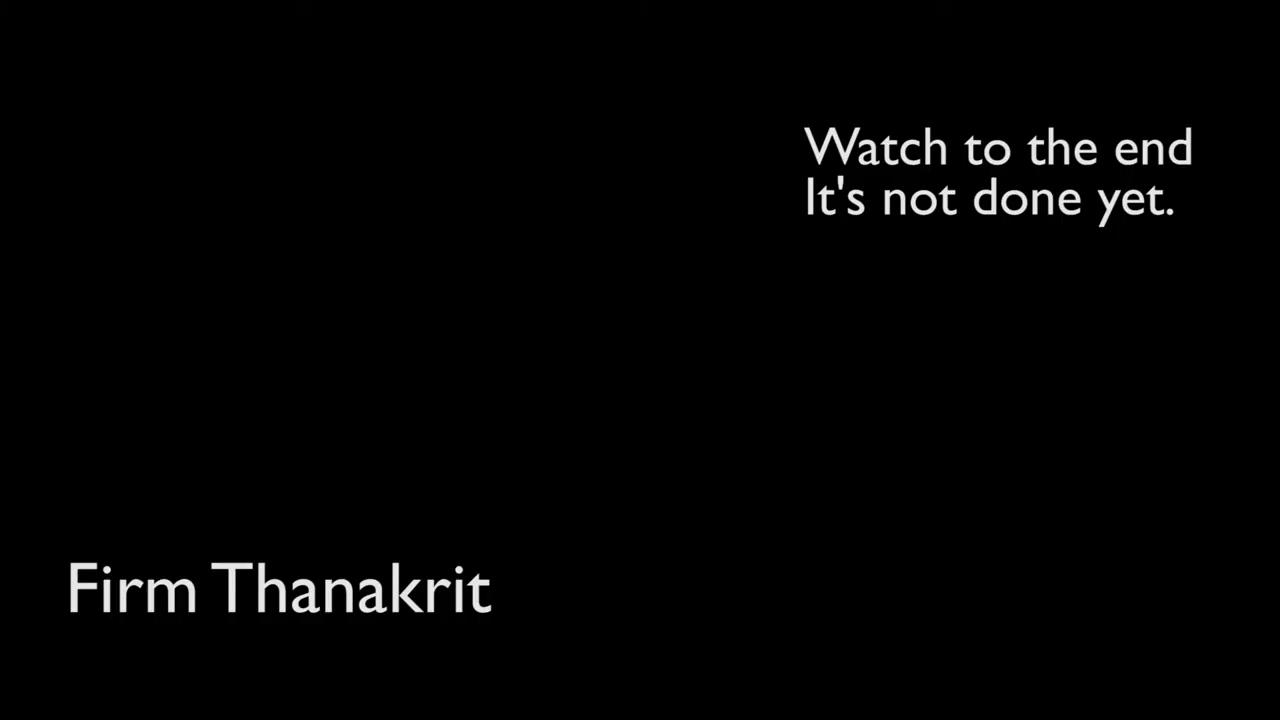 Watch to the end
It's not done yet.
Firm Thanakrit